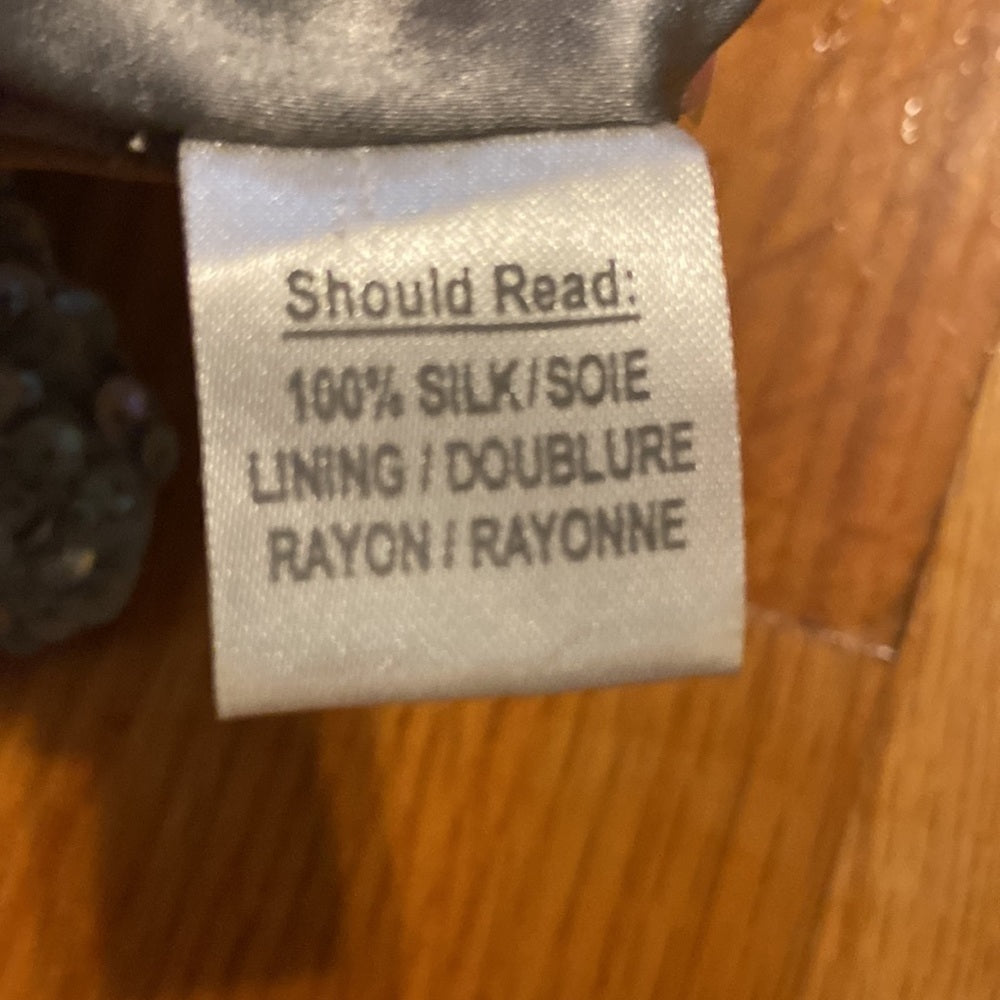 Should Read:
100% SILK/SOIE
LINING / DOUBLURE
RAYON / RAYONNE